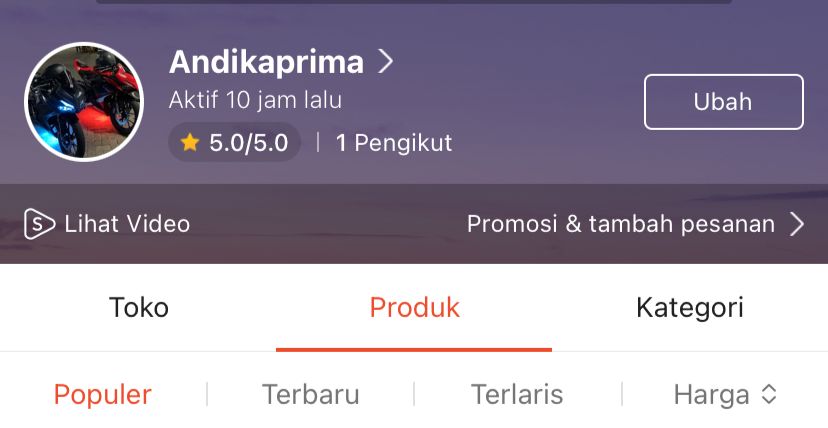 Andikaprima
Aktif 10 jam lalu
Ubah
5.0/5.0 | 1 Pengikut
S Lihat Video
Promosi & tambah pesanan
Toko Produk Kategori
Populer | Terbaru | Terlaris | Harga